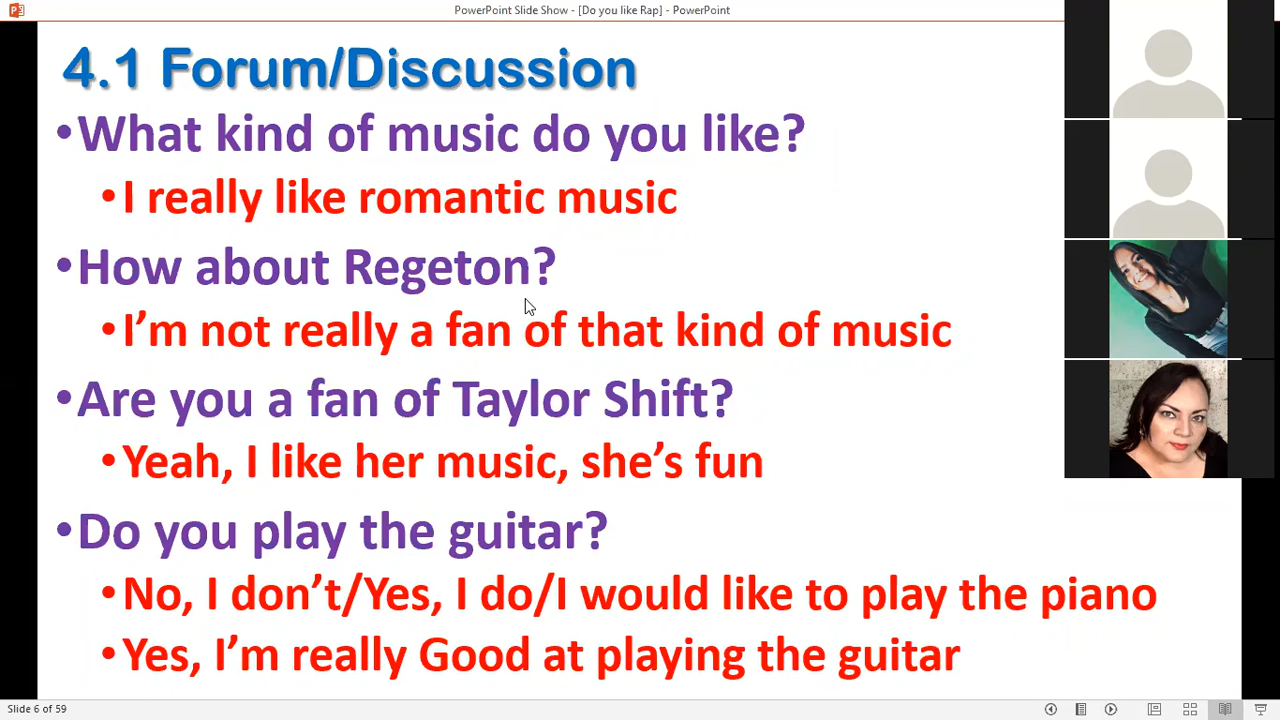 PowerPoint Slide Show - [Do you like Rap] - PowerPoint
4.1 Forum/Discussion
•What kind of music do you like?
•I really like romantic music
•How about Regeton?
•I'm not really a fan of that kind of music
•Are you a fan of Taylor Shift?
•Yeah, I like her music, she's fun
•Do you play the guitar?
•No, I don't/Yes, I do/I would like to play the piano
•Yes, I'm really Good at playing the guitar
Slide 6 of 59